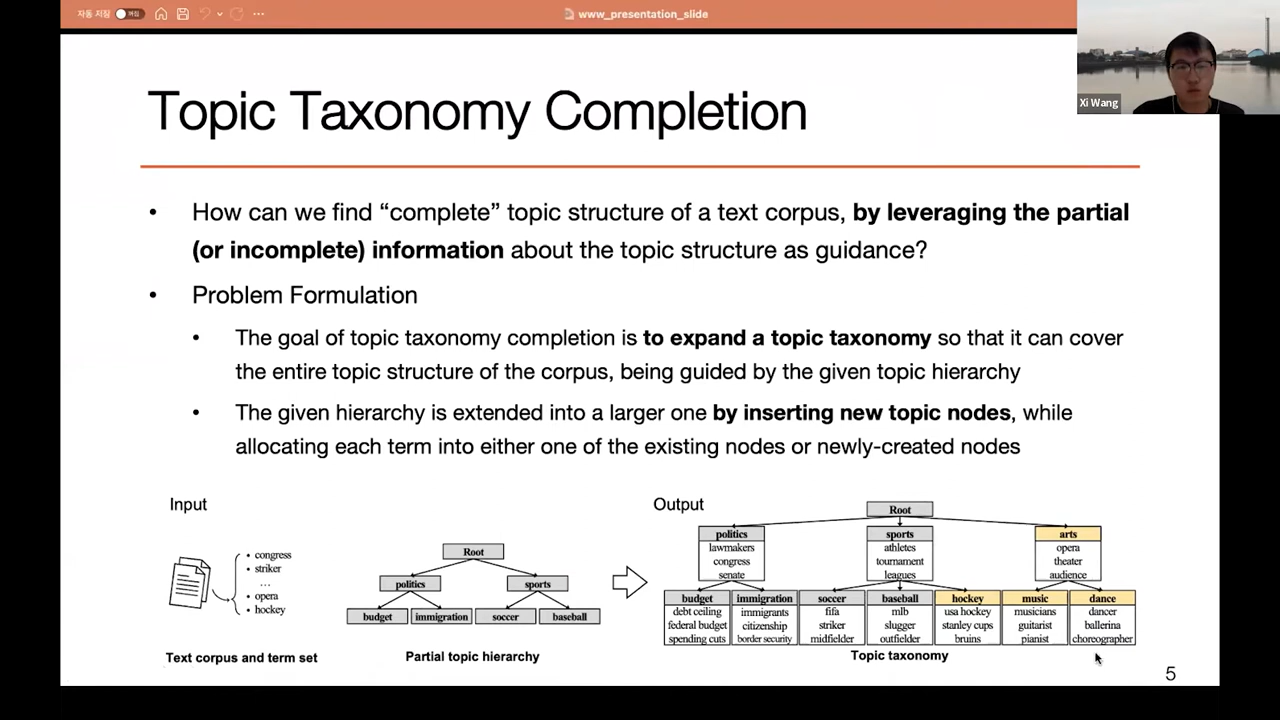 자동 저장 꺼짐
www_presentation_slide
Xi Wang
Topic Taxonomy Completion
• How can we find “complete” topic structure of a text corpus, by leveraging the partial
(or incomplete) information about the topic structure as guidance?
• Problem Formulation
• The goal of topic taxonomy completion is to expand a topic taxonomy so that it can cover
the entire topic structure of the corpus, being guided by the given topic hierarchy
• The given hierarchy is extended into a larger one by inserting new topic nodes, while
allocating each term into either one of the existing nodes or newly-created nodes
Input
• congress
• striker
...
• opera
• hockey
Text corpus and term set
Root
politics sports
budget immigration soccer baseball
Partial topic hierarchy
Output
Root
politics sports arts
lawmakers athletes opera
congress tournament theater
senate leagues audience
budget immigration soccer baseball hockey music dance
debt ceiling immigrants fifa mlb usa hockey musicians dancer
federal budget citizenship striker slugger stanley cups guitarist ballerina
spending cuts border security midfielder outfielder bruins pianist choreographer
Topic taxonomy
5